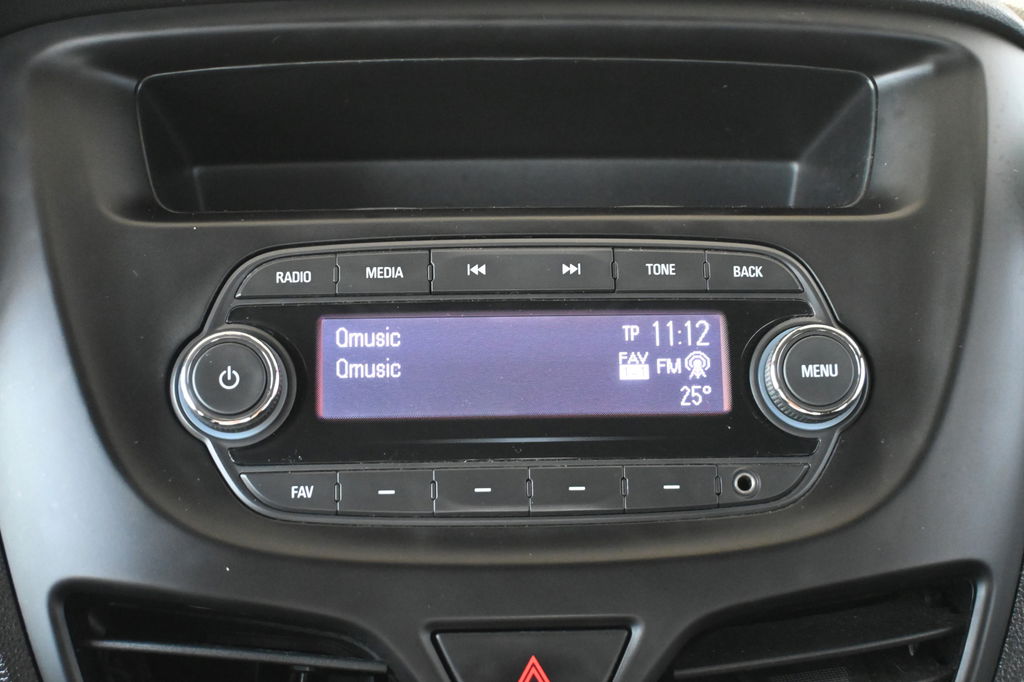 RADIO MEDIA TONE BACK
Qmusic TP 11:12
Qmusic FAV FM
MENU
25°
FAV